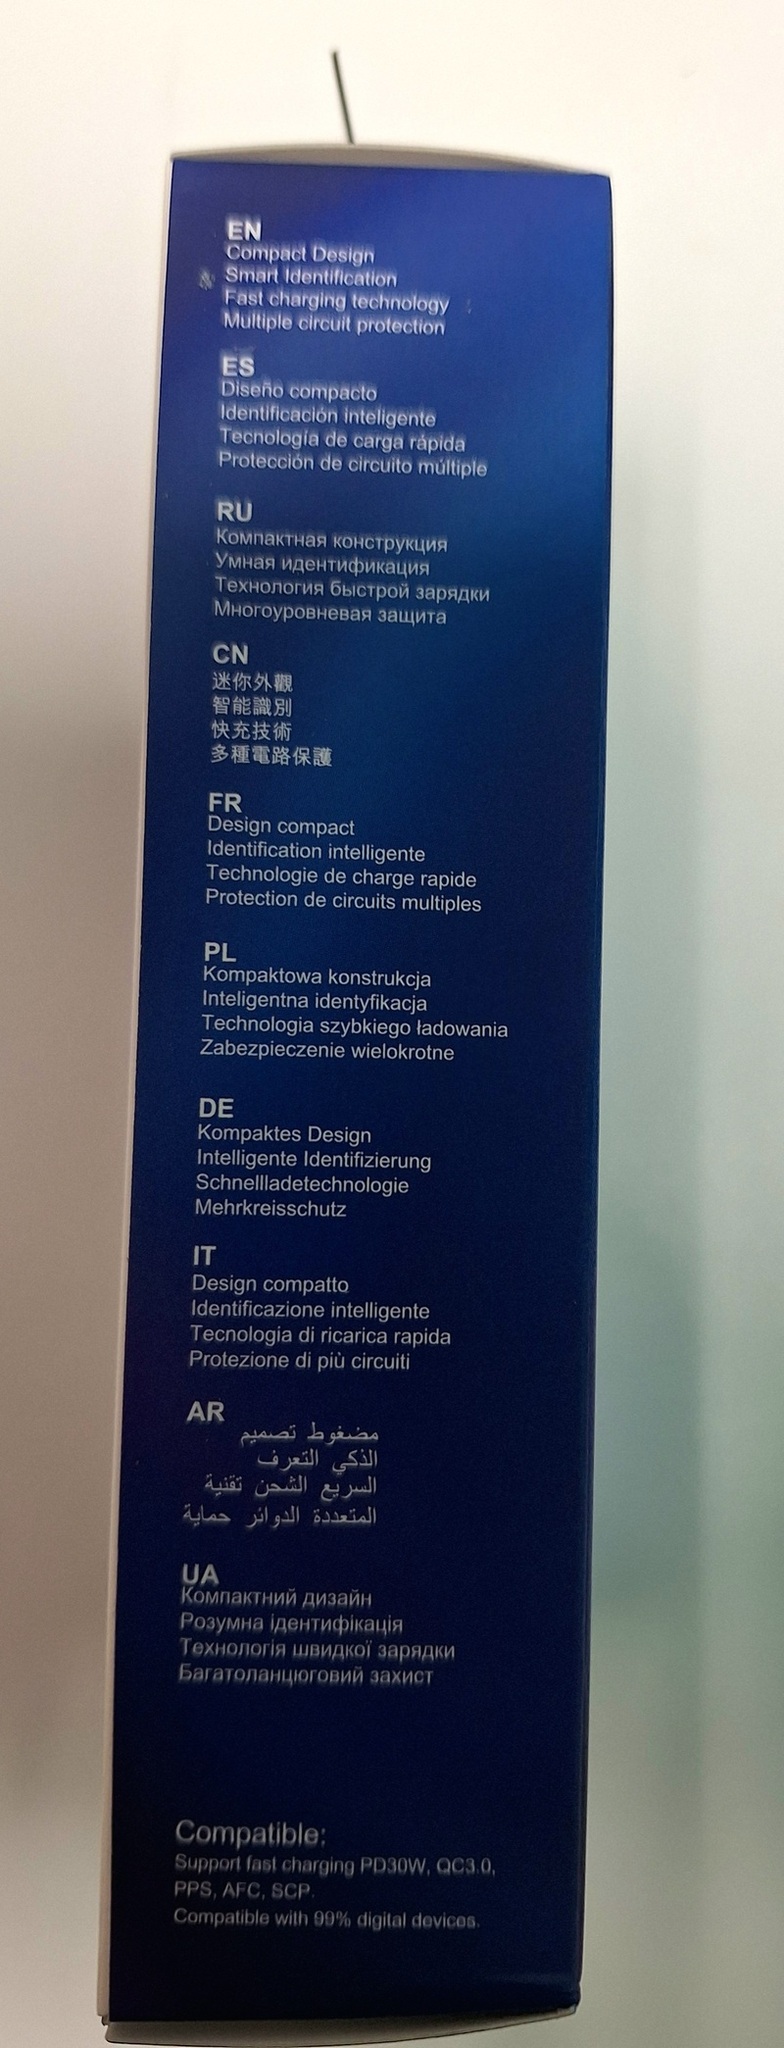 EN
Compact Design
Smart Identification
Fast charging technology
Multiple circuit protection
ES
Diseño compacto
Identificación inteligente
Tecnología de carga rápida
Protección de circuito múltiple
RU
Компактная конструкция
Умная идентификация
Технология быстрой зарядки
Многоуровневая защита
CN
迷你外觀
智能識別
快充技術
多種電路保護
FR
Design compact
Identification intelligente
Technologie de charge rapide
Protection de circuits multiples
PL
Kompaktowa konstrukcja
Inteligentna identyfikacja
Technologia szybkiego ładowania
Zabezpieczenie wielokrotne
DE
Kompaktes Design
Intelligente Identifizierung
Schnellladetechnologie
Mehrkreisschutz
IT
Design compatto
Identificazione intelligente
Tecnologia di ricarica rapida
Protezione di più circuiti
AR
مضغوط تصميم
الذكي التعرف
السريع الشحن تقنية
المتعددة الدوائر حماية
UA
Компактний дизайн
Розумна ідентифікація
Технологія швидкої зарядки
Багатоланцюговий захист
Compatible:
Support fast charging PD30W, QC3.0,
PPS, AFC, SCP.
Compatible with 99% digital devices.